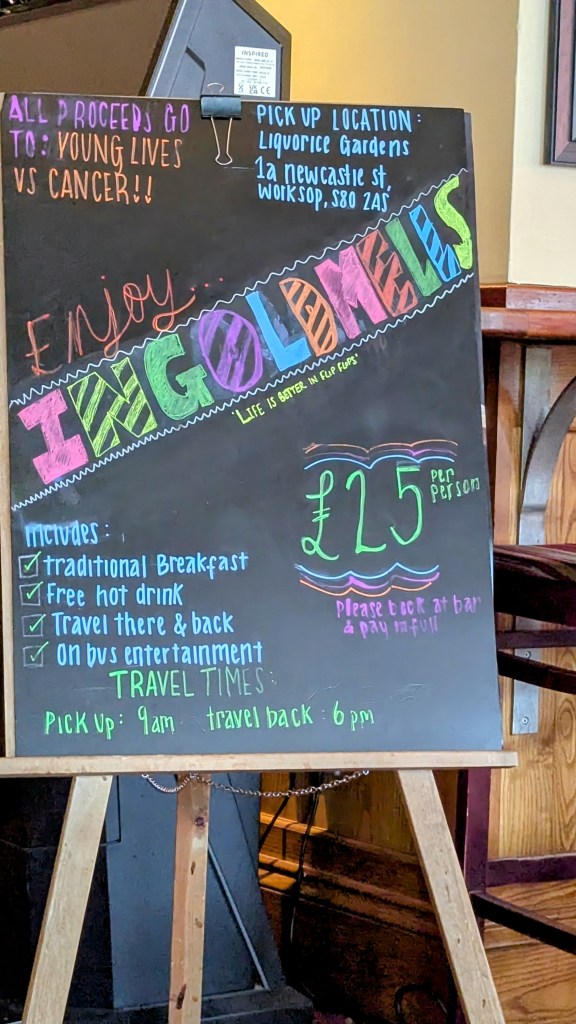 INSPIRED
ALL PROCEEDS GO
TO: YOUNG LIVES
VS CANCER!!
PICK UP LOCATION:
Liquorice Gardens
1a newcastle st,
WORKSOP, S80 2AS
ENJOY...
INGOLDMELLS
"LIFE IS BETTER IN FLIP FLOPS"
£25 per
person
includes:
traditional Breakfast
Free hot drink
Travel there & back
On bus entertainment
Please book at bar
& pay in full
TRAVEL TIMES:
PICK UP: 9am travel back: 6pm